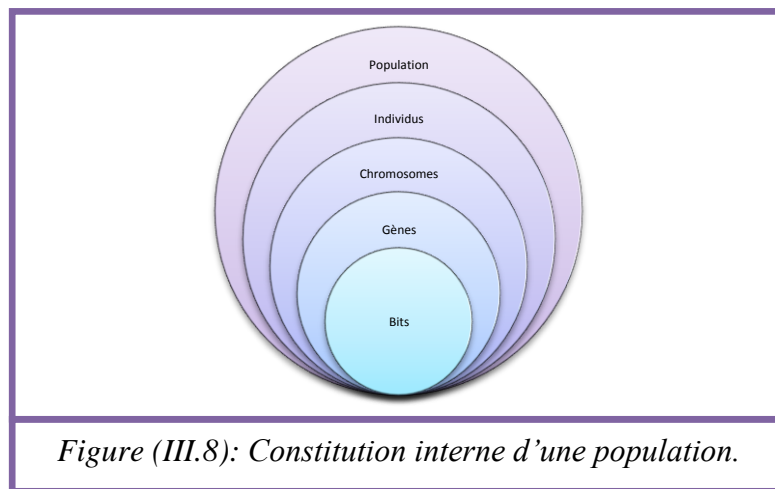 Population
Individus
Chromosomes
Gènes
Bits
Figure (III.8): Constitution interne d’une population.